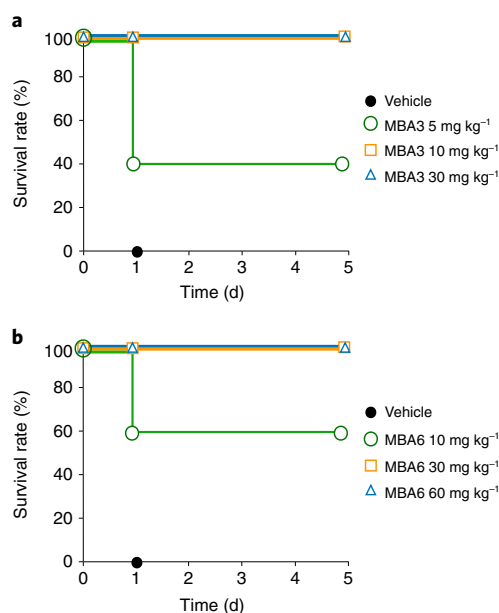 a
100
80
60
40
20
0
Survival rate (%)
0 1 2 3 4 5
Time (d)
Vehicle
MBA3 5 mg kg⁻¹
MBA3 10 mg kg⁻¹
MBA3 30 mg kg⁻¹
b
100
80
60
40
20
0
Survival rate (%)
0 1 2 3 4 5
Time (d)
Vehicle
MBA6 10 mg kg⁻¹
MBA6 30 mg kg⁻¹
MBA6 60 mg kg⁻¹